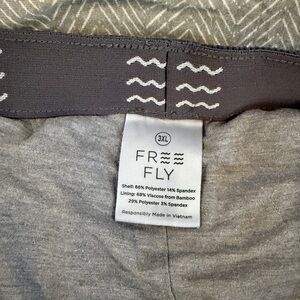 3XL
FREE
FLY
Shell: 86% Polyester 14% Spandex
Lining: 68% Viscose from Bamboo
29% Polyester 3% Spandex
Responsibly Made in Vietnam